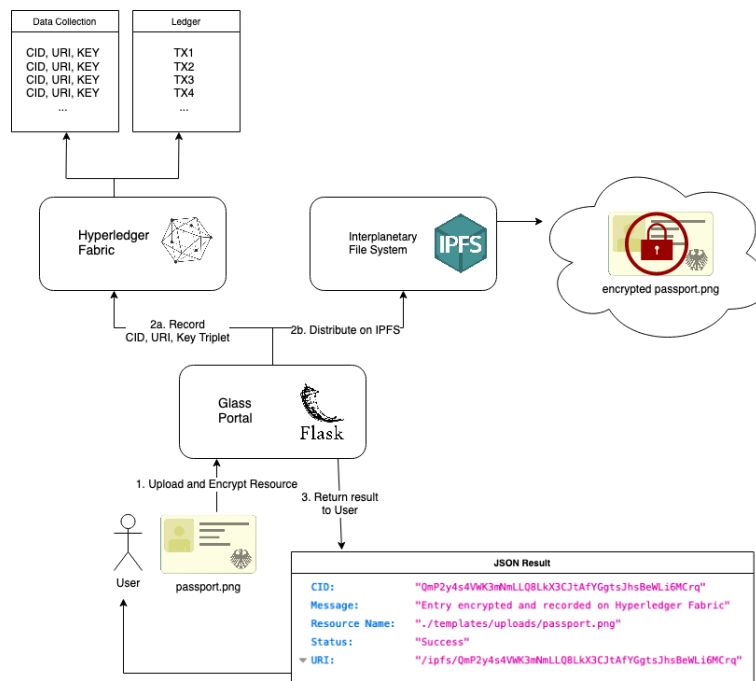 Data Collection
CID, URI, KEY
CID, URI, KEY
CID, URI, KEY
CID, URI, KEY
...
Ledger
TX1
TX2
TX3
TX4
...
Hyperledger
Fabric
Interplanetary
File System
IPFS
encrypted passport.png
2a. Record
CID, URI, Key Triplet
2b. Distribute on IPFS
Glass
Portal
Flask
1. Upload and Encrypt Resource
3. Return result
to User
User
passport.png
JSON Result
CID: "QmP2y4s4VWK3mNmLLQ8LkX3CJtAfYGgtsJhsBeWLi6MCrq"
Message: "Entry encrypted and recorded on Hyperledger Fabric"
Resource Name: "./templates/uploads/passport.png"
Status: "Success"
URI: "/ipfs/QmP2y4s4VWK3mNmLLQ8LkX3CJtAfYGgtsJhsBeWLi6MCrq"